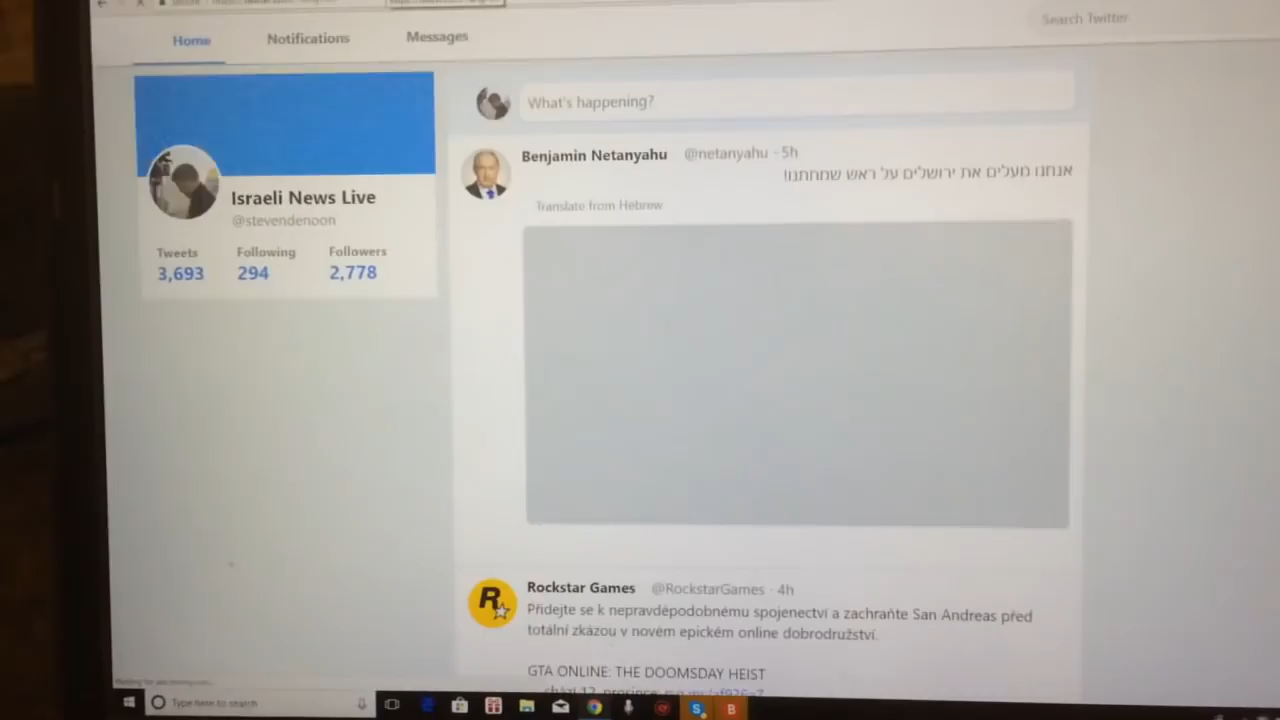 Home Notifications Messages Search Twitter
What's happening?
Benjamin Netanyahu @netanyahu · 5h
אנחנו מעלים את ירושלים על ראש שמחתנו!
Translate from Hebrew
Israeli News Live
@stevendenoon
Tweets Following Followers
3,693 294 2,778
Rockstar Games @RockstarGames · 4h
Přidejte se k nepravděpodobnému spojenectví a zachraňte San Andreas před
totální zkázou v novém epickém online dobrodružství.
GTA ONLINE: THE DOOMSDAY HEIST
12. prosince:
Type here to search